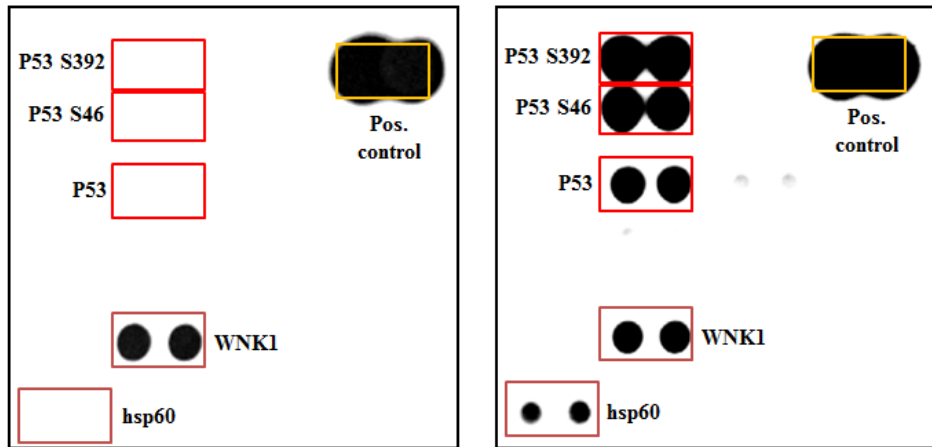 P53 S392
P53 S46
Pos.
control
P53
WNK1
hsp60
P53 S392
P53 S46
Pos.
control
P53
WNK1
hsp60